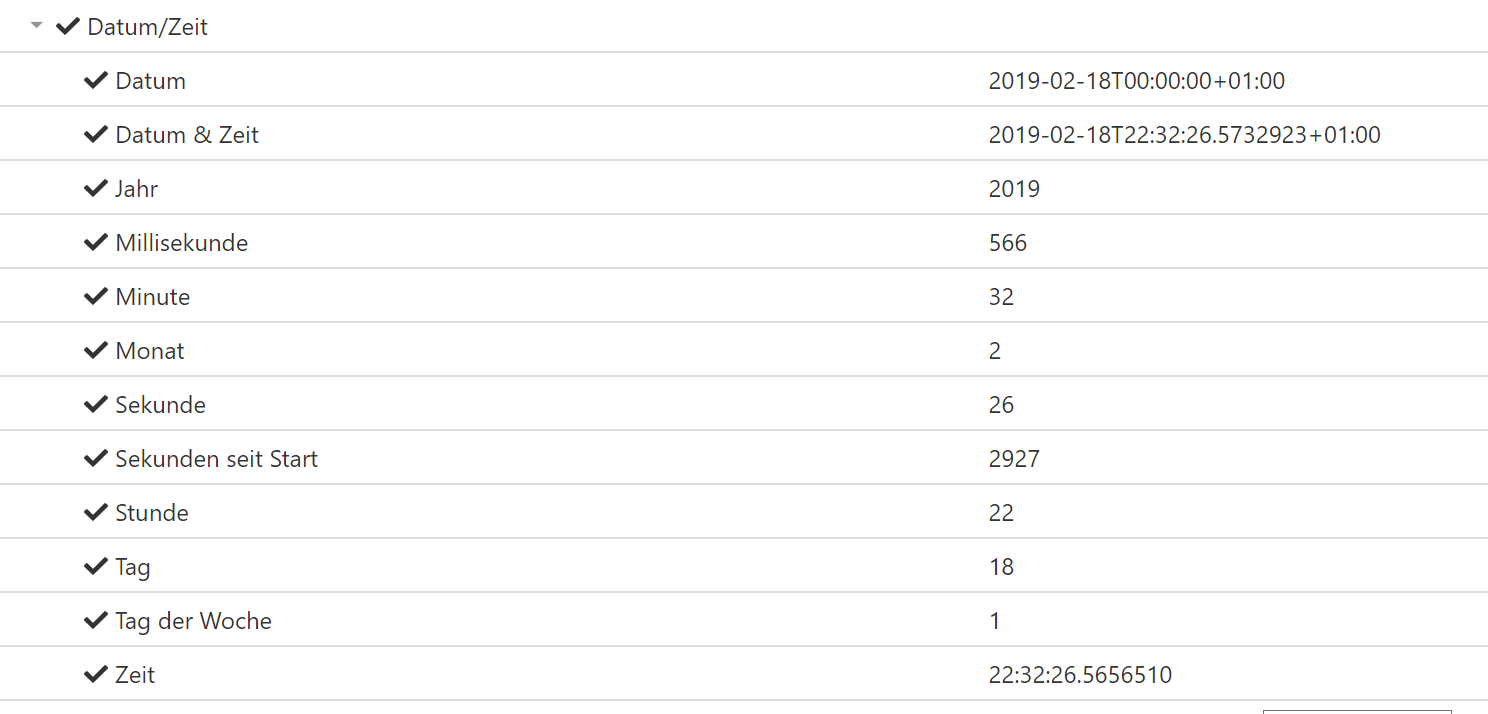 Datum/Zeit
Datum 2019-02-18T00:00:00+01:00
Datum & Zeit 2019-02-18T22:32:26.5732923+01:00
Jahr 2019
Millisekunde 566
Minute 32
Monat 2
Sekunde 26
Sekunden seit Start 2927
Stunde 22
Tag 18
Tag der Woche 1
Zeit 22:32:26.5656510